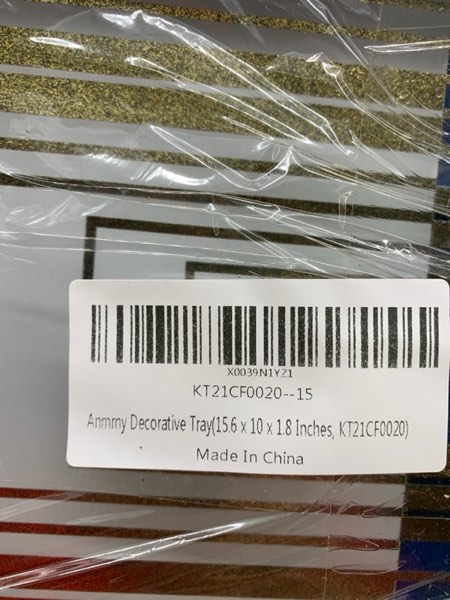 X0039N1YZ1
KT21CF0020--15
Anmmy Decorative Tray(15.6 x 10 x 1.8 Inches, KT21CF0020)
Made In China